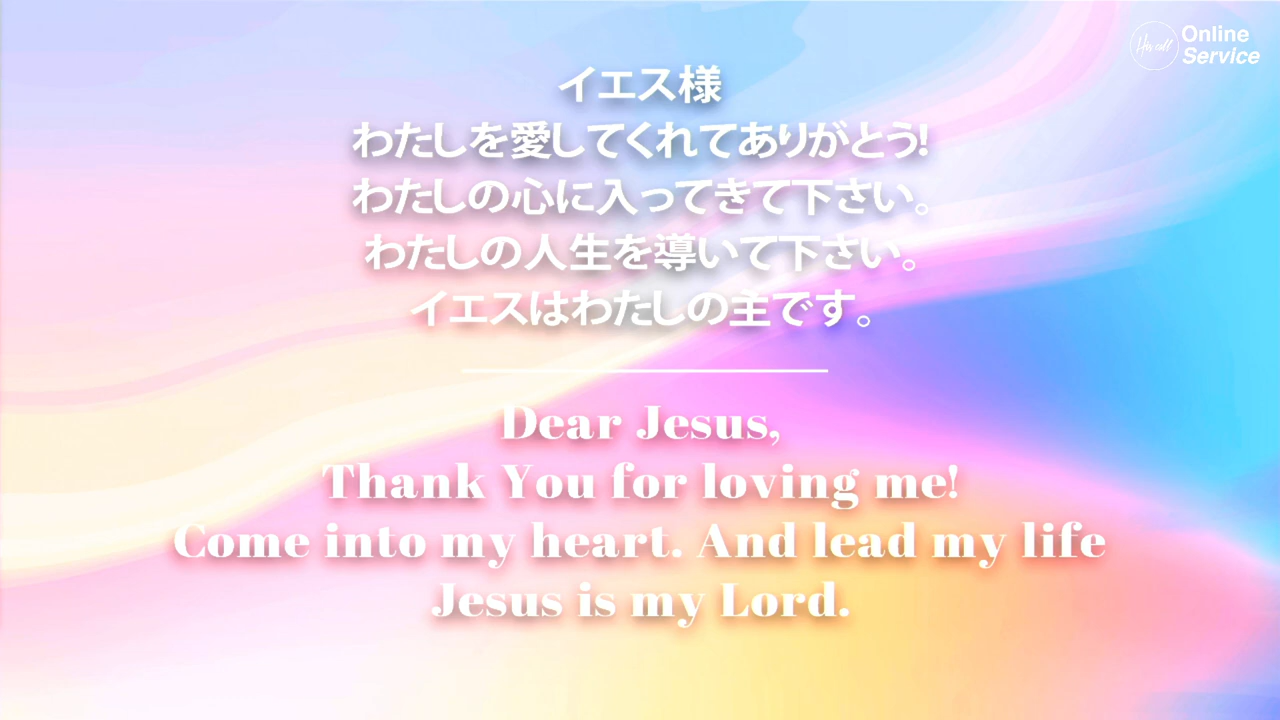 His call
Online
Service
イエス様
わたしを愛してくれてありがとう!
わたしの心に入ってきて下さい。
わたしの人生を導いて下さい。
イエスはわたしの主です。
Dear Jesus,
Thank You for loving me!
Come into my heart. And lead my life
Jesus is my Lord.